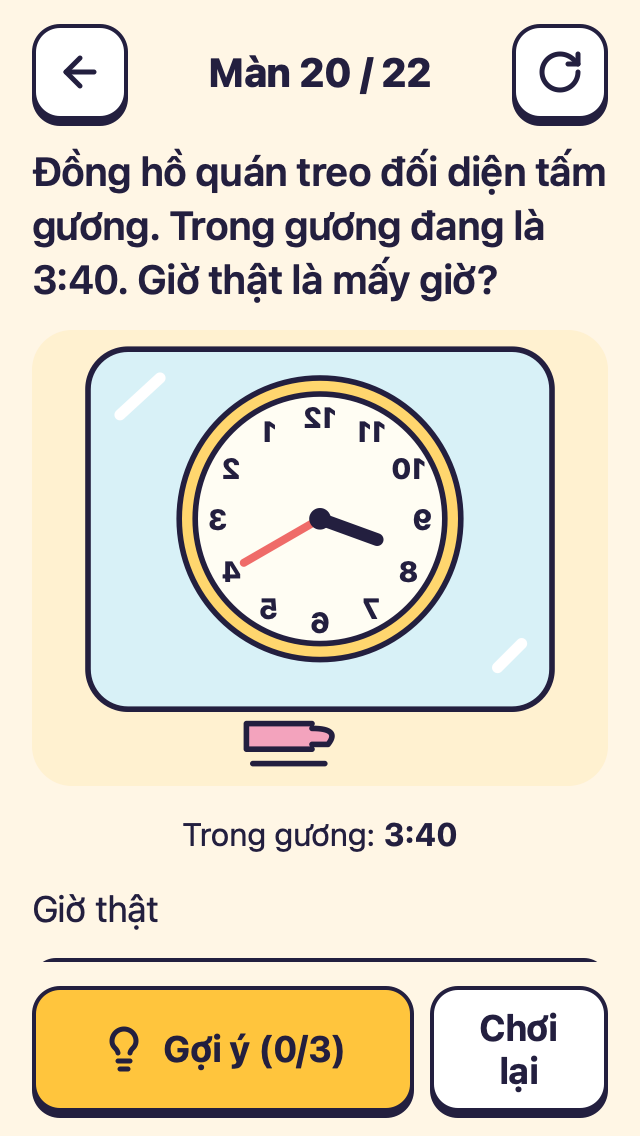 Màn 20 / 22
Đồng hồ quán treo đối diện tấm
gương. Trong gương đang là
3:40. Giờ thật là mấy giờ?
12
1
11
2
10
3
9
4
8
5
7
6
Trong gương: 3:40
Giờ thật
Gợi ý (0/3)
Chơi
lại